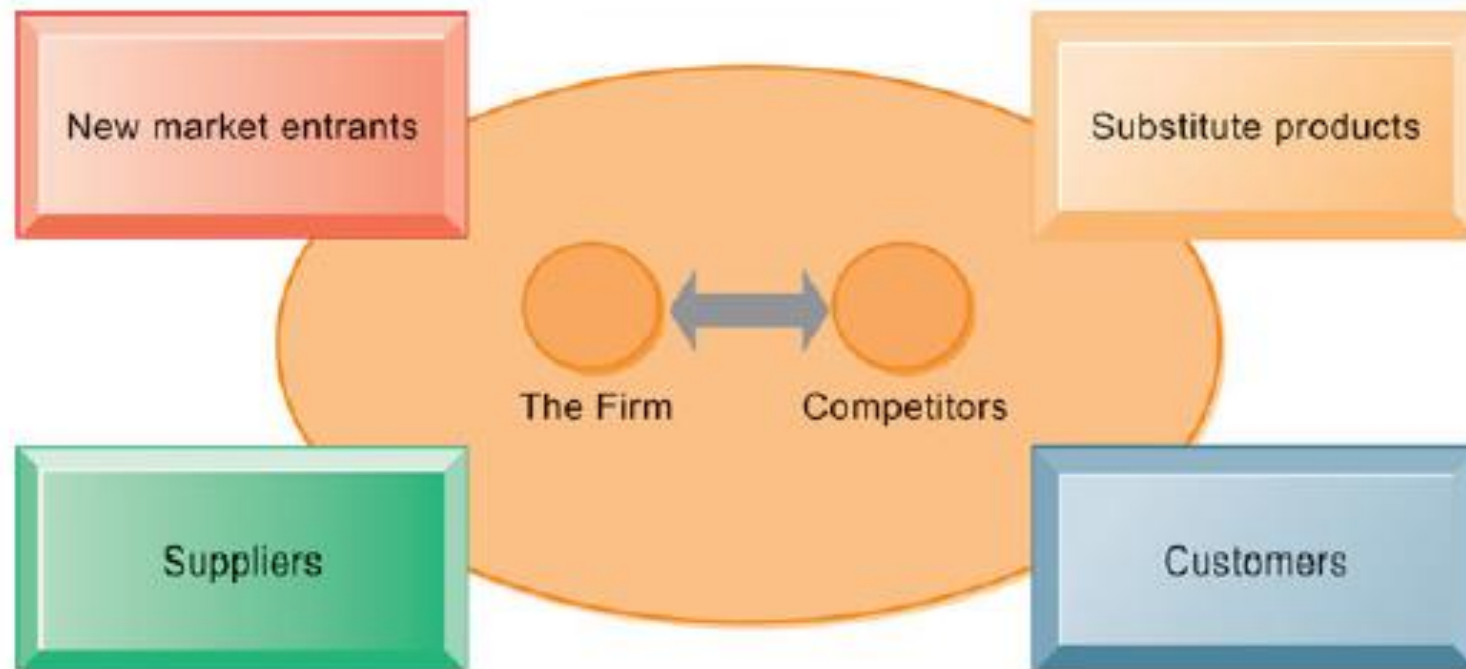 New market entrants
Substitute products
The Firm
Competitors
Suppliers
Customers